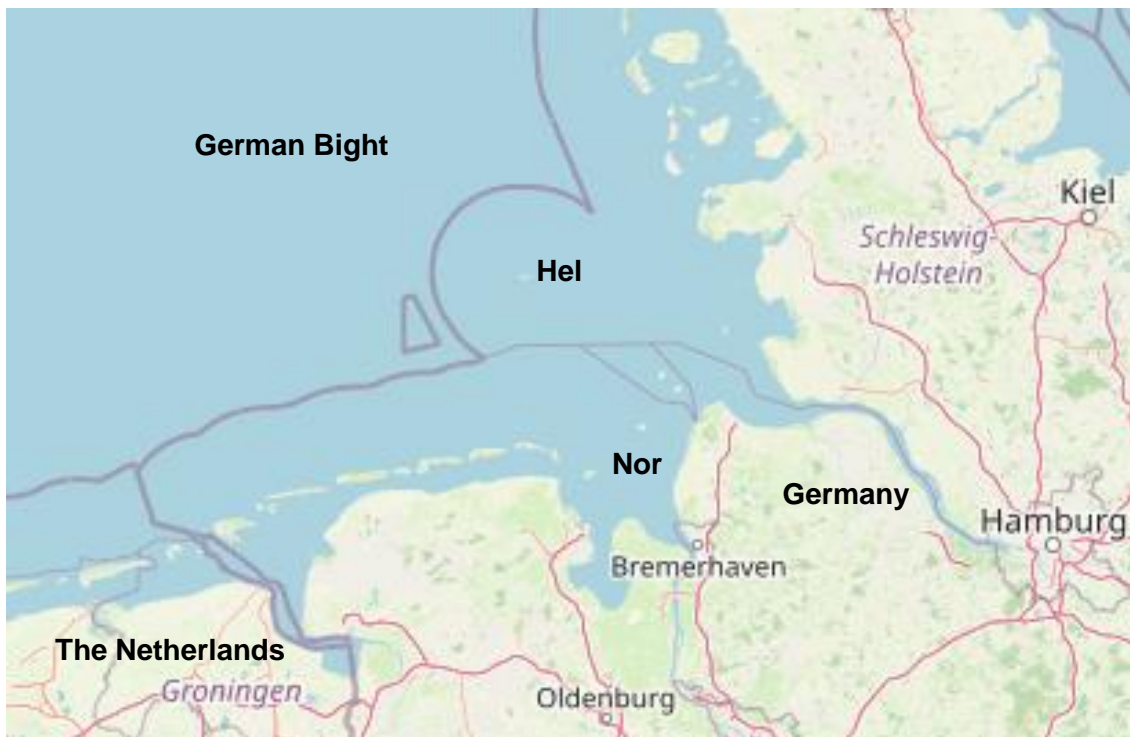 German Bight
Kiel
Schleswig-
Holstein
Hel
Nor
Germany
Hamburg
Bremerhaven
The Netherlands
Groningen
Oldenburg